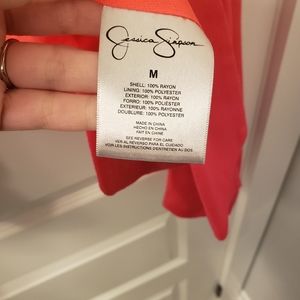 Jessica Simpson
M
SHELL: 100% RAYON
LINING: 100% POLYESTER
EXTERIOR: 100% RAYON
FORRO: 100% POLYESTER
EXTERIEUR: 100% RAYONNE
DOUBLURE: 100% POLYESTER
MADE IN CHINA
HECHO EN CHINA
FAIT EN CHINE
SEE REVERSE FOR CARE
VER AL REVERSO PARA EL CUIDADO
VOIR LES INSTRUCTIONS D'ENTRETIEN AU DOS